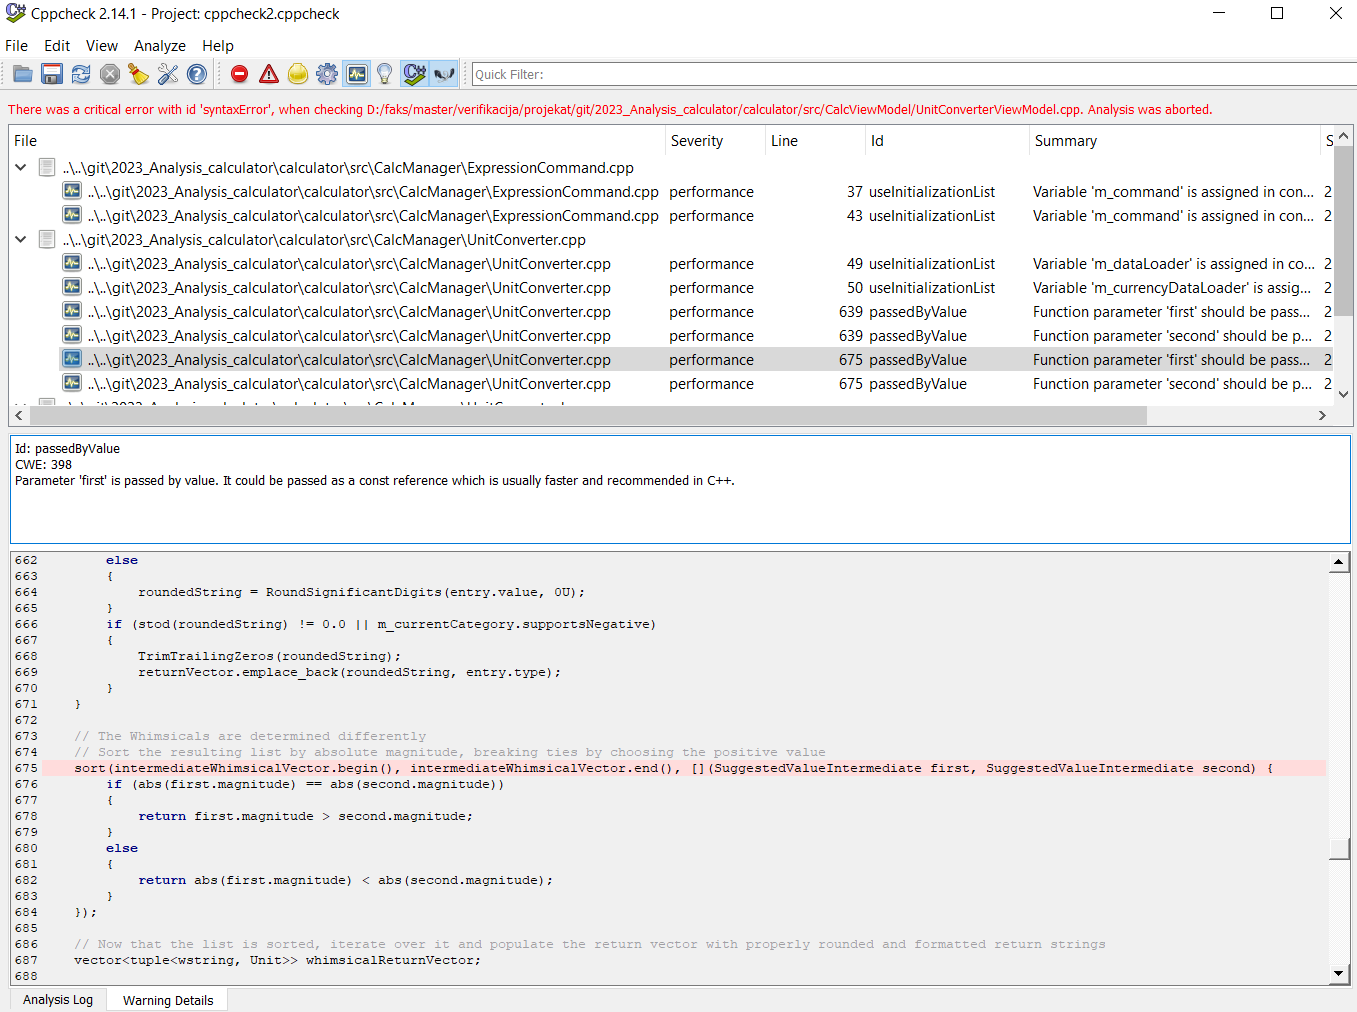 Cppcheck 2.14.1 - Project: cppcheck2.cppcheck
File Edit View Analyze Help
Quick Filter:
There was a critical error with id 'syntaxError', when checking D:/faks/master/verifikacija/projekat/git/2023_Analysis_calculator/calculator/src/CalcViewModel/UnitConverterViewModel.cpp. Analysis was aborted.
File Severity Line Id Summary S
..\..\git\2023_Analysis_calculator\calculator\src\CalcManager\ExpressionCommand.cpp
..\..\git\2023_Analysis_calculator\calculator\src\CalcManager\ExpressionCommand.cpp performance 37 useInitializationList Variable 'm_command' is assigned in con... 2
..\..\git\2023_Analysis_calculator\calculator\src\CalcManager\ExpressionCommand.cpp performance 43 useInitializationList Variable 'm_command' is assigned in con... 2
..\..\git\2023_Analysis_calculator\calculator\src\CalcManager\UnitConverter.cpp
..\..\git\2023_Analysis_calculator\calculator\src\CalcManager\UnitConverter.cpp performance 49 useInitializationList Variable 'm_dataLoader' is assigned in co... 2
..\..\git\2023_Analysis_calculator\calculator\src\CalcManager\UnitConverter.cpp performance 50 useInitializationList Variable 'm_currencyDataLoader' is assig... 2
..\..\git\2023_Analysis_calculator\calculator\src\CalcManager\UnitConverter.cpp performance 639 passedByValue Function parameter 'first' should be pass... 2
..\..\git\2023_Analysis_calculator\calculator\src\CalcManager\UnitConverter.cpp performance 639 passedByValue Function parameter 'second' should be p... 2
..\..\git\2023_Analysis_calculator\calculator\src\CalcManager\UnitConverter.cpp performance 675 passedByValue Function parameter 'first' should be pass... 2
..\..\git\2023_Analysis_calculator\calculator\src\CalcManager\UnitConverter.cpp performance 675 passedByValue Function parameter 'second' should be p... 2
Id: passedByValue
CWE: 398
Parameter 'first' is passed by value. It could be passed as a const reference which is usually faster and recommended in C++.
662 else
663 {
664 roundedString = RoundSignificantDigits(entry.value, 0U);
665 }
666 if (stod(roundedString) != 0.0 || m_currentCategory.supportsNegative)
667 {
668 TrimTrailingZeros(roundedString);
669 returnVector.emplace_back(roundedString, entry.type);
670 }
671 }
672
673 // The Whimsicals are determined differently
674 // Sort the resulting list by absolute magnitude, breaking ties by choosing the positive value
675 sort(intermediateWhimsicalVector.begin(), intermediateWhimsicalVector.end(), [](SuggestedValueIntermediate first, SuggestedValueIntermediate second) {
676 if (abs(first.magnitude) == abs(second.magnitude))
677 {
678 return first.magnitude > second.magnitude;
679 }
680 else
681 {
682 return abs(first.magnitude) < abs(second.magnitude);
683 }
684 });
685
686 // Now that the list is sorted, iterate over it and populate the return vector with properly rounded and formatted return strings
687 vector<tuple<wstring, Unit>> whimsicalReturnVector;
688
Analysis Log Warning Details